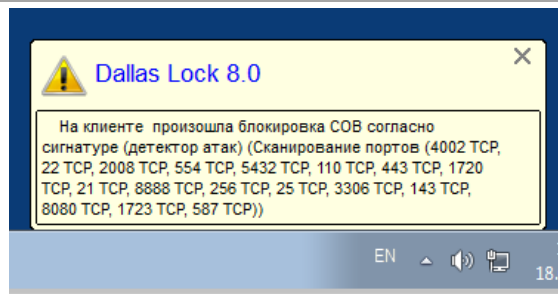 Dallas Lock 8.0
На клиенте произошла блокировка СОВ согласно
сигнатуре (детектор атак) (Сканирование портов (4002 TCP,
22 TCP, 2008 TCP, 554 TCP, 5432 TCP, 110 TCP, 443 TCP, 1720
TCP, 21 TCP, 8888 TCP, 256 TCP, 25 TCP, 3306 TCP, 143 TCP,
8080 TCP, 1723 TCP, 587 TCP))
EN
18.